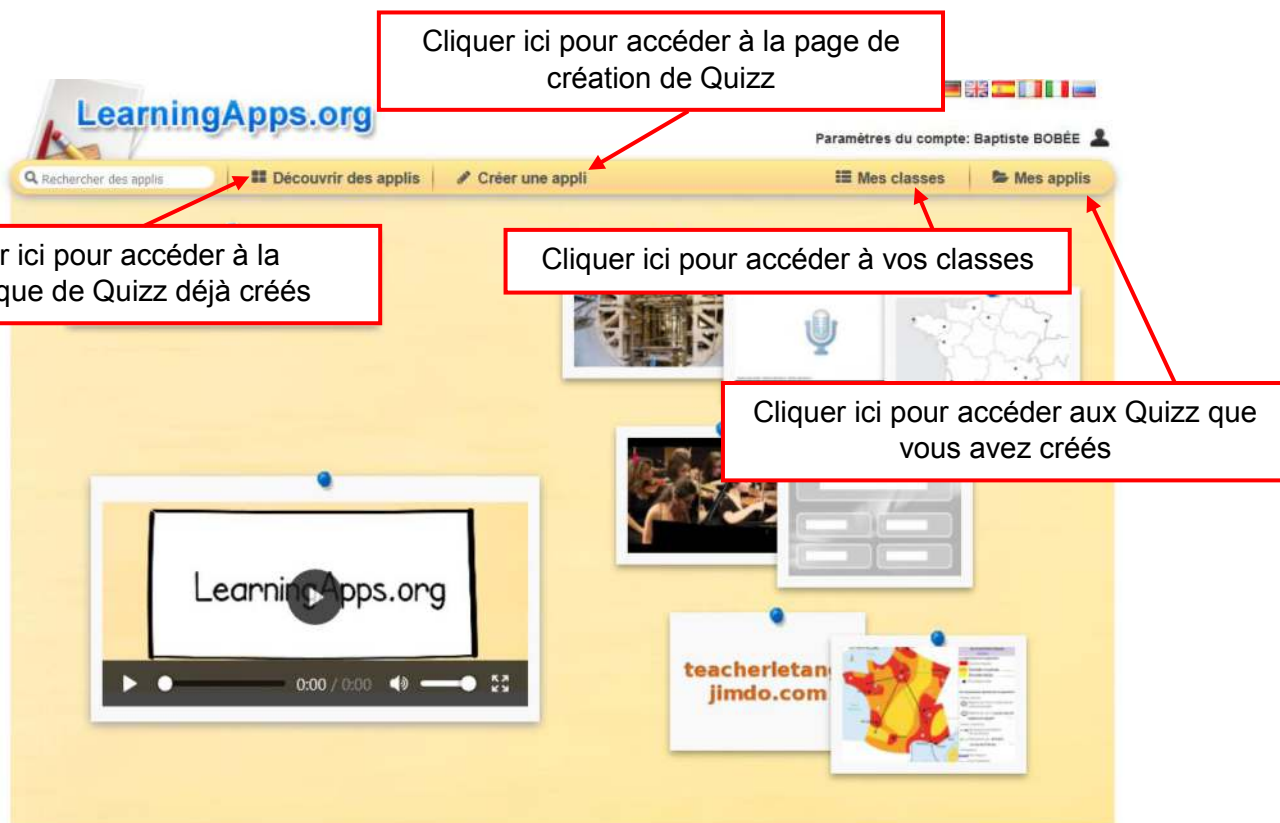 Cliquer ici pour accéder à la page de
création de Quizz
LearningApps.org
Paramètres du compte: Baptiste BOBÉE
Rechercher des applis
Découvrir des applis
Créer une appli
Mes classes
Mes applis
r ici pour accéder à la
que de Quizz déjà créés
Cliquer ici pour accéder à vos classes
Cliquer ici pour accéder aux Quizz que
vous avez créés
LearningApps.org
0:00 / 0:00
teacherletan
jimdo.com